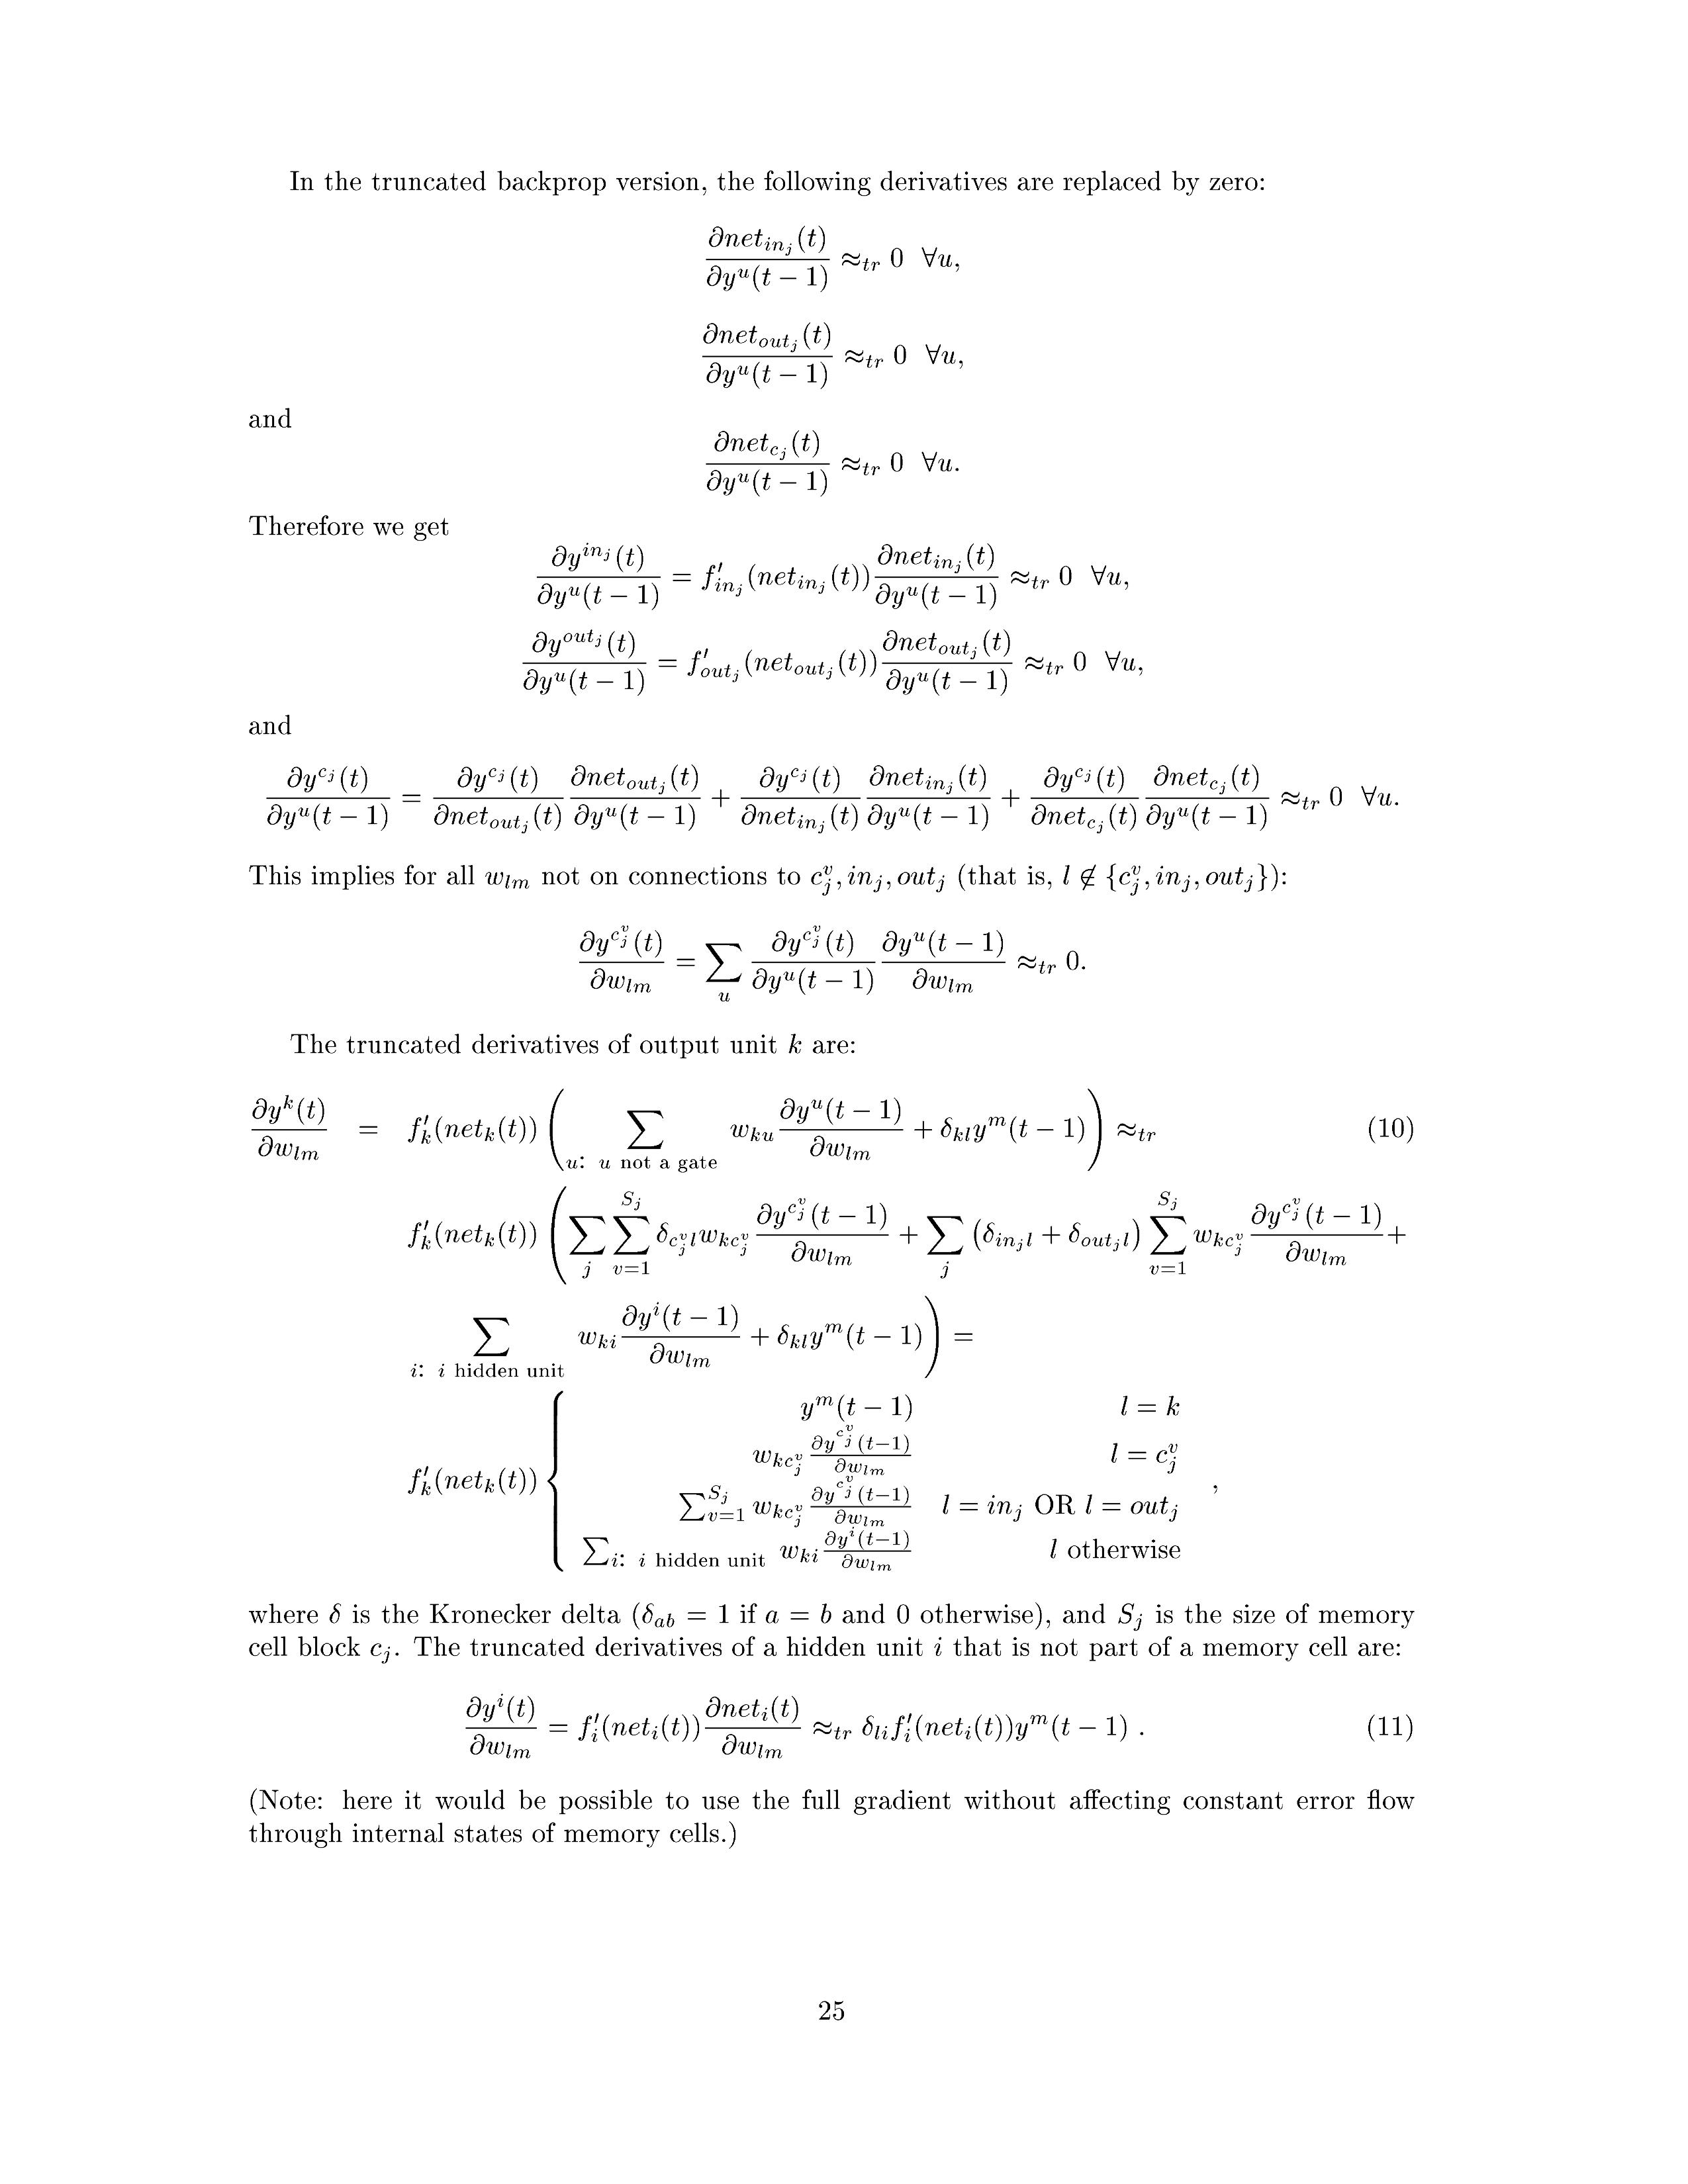 In the truncated backprop version, the following derivatives are replaced by zero:
$$\frac{\partial net_{in_j}(t)}{\partial y^u(t-1)} \approx_{tr} 0 \;\; \forall u,$$
$$\frac{\partial net_{out_j}(t)}{\partial y^u(t-1)} \approx_{tr} 0 \;\; \forall u,$$
and
$$\frac{\partial net_{c_j}(t)}{\partial y^u(t-1)} \approx_{tr} 0 \;\; \forall u.$$
Therefore we get
$$\frac{\partial y^{in_j}(t)}{\partial y^u(t-1)} = f'_{in_j}(net_{in_j}(t)) \frac{\partial net_{in_j}(t)}{\partial y^u(t-1)} \approx_{tr} 0 \;\; \forall u,$$
$$\frac{\partial y^{out_j}(t)}{\partial y^u(t-1)} = f'_{out_j}(net_{out_j}(t)) \frac{\partial net_{out_j}(t)}{\partial y^u(t-1)} \approx_{tr} 0 \;\; \forall u,$$
and
$$\frac{\partial y^{c_j}(t)}{\partial y^u(t-1)} = \frac{\partial y^{c_j}(t)}{\partial net_{out_j}(t)} \frac{\partial net_{out_j}(t)}{\partial y^u(t-1)} + \frac{\partial y^{c_j}(t)}{\partial net_{in_j}(t)} \frac{\partial net_{in_j}(t)}{\partial y^u(t-1)} + \frac{\partial y^{c_j}(t)}{\partial net_{c_j}(t)} \frac{\partial net_{c_j}(t)}{\partial y^u(t-1)} \approx_{tr} 0 \;\; \forall u.$$
This implies for all $w_{lm}$ not on connections to $c_j^v, in_j, out_j$ (that is, $l \notin \{c_j^v, in_j, out_j\}$):
$$\frac{\partial y^{c_j^v}(t)}{\partial w_{lm}} = \sum_u \frac{\partial y^{c_j^v}(t)}{\partial y^u(t-1)} \frac{\partial y^u(t-1)}{\partial w_{lm}} \approx_{tr} 0.$$
The truncated derivatives of output unit $k$ are:
$$\frac{\partial y^k(t)}{\partial w_{lm}} = f'_k(net_k(t)) \left( \sum_{u:\ u \text{ not a gate}} w_{ku} \frac{\partial y^u(t-1)}{\partial w_{lm}} + \delta_{kl} y^m(t-1) \right) \approx_{tr} \quad (10)$$
$$f'_k(net_k(t)) \left( \sum_j \sum_{v=1}^{S_j} \delta_{c_j^v l} w_{kc_j^v} \frac{\partial y^{c_j^v}(t-1)}{\partial w_{lm}} + \sum_j \left( \delta_{in_j l} + \delta_{out_j l} \right) \sum_{v=1}^{S_j} w_{kc_j^v} \frac{\partial y^{c_j^v}(t-1)}{\partial w_{lm}} + \right.$$
$$\left. \sum_{i:\ i \text{ hidden unit}} w_{ki} \frac{\partial y^i(t-1)}{\partial w_{lm}} + \delta_{kl} y^m(t-1) \right) =$$
$$f'_k(net_k(t)) \begin{cases} y^m(t-1) & l = k \\ w_{kc_j^v} \frac{\partial y^{c_j^v}(t-1)}{\partial w_{lm}} & l = c_j^v \\ \sum_{v=1}^{S_j} w_{kc_j^v} \frac{\partial y^{c_j^v}(t-1)}{\partial w_{lm}} & l = in_j \text{ OR } l = out_j \\ \sum_{i:\ i \text{ hidden unit}} w_{ki} \frac{\partial y^i(t-1)}{\partial w_{lm}} & l \text{ otherwise} \end{cases},$$
where $\delta$ is the Kronecker delta ($\delta_{ab} = 1$ if $a = b$ and 0 otherwise), and $S_j$ is the size of memory
cell block $c_j$. The truncated derivatives of a hidden unit $i$ that is not part of a memory cell are:
$$\frac{\partial y^i(t)}{\partial w_{lm}} = f'_i(net_i(t)) \frac{\partial net_i(t)}{\partial w_{lm}} \approx_{tr} \delta_{li} f'_i(net_i(t)) y^m(t-1) \;. \quad (11)$$
(Note: here it would be possible to use the full gradient without affecting constant error flow
through internal states of memory cells.)
25